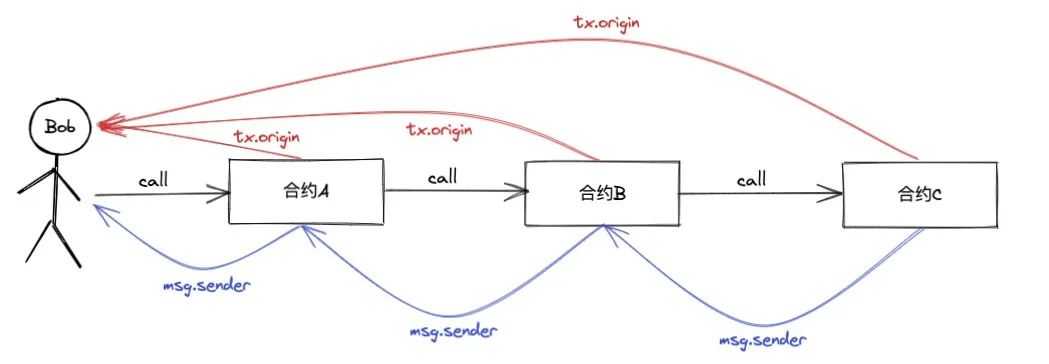 tx.origin
Bob
tx.origin
tx.origin
call
合约A
call
合约B
call
合约C
msg.sender
msg.sender
msg.sender